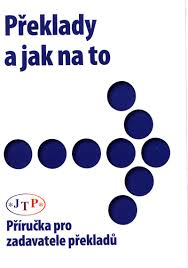 Překlady
a jak na to
*JTP*
Příručka pro
zadavatele překladů